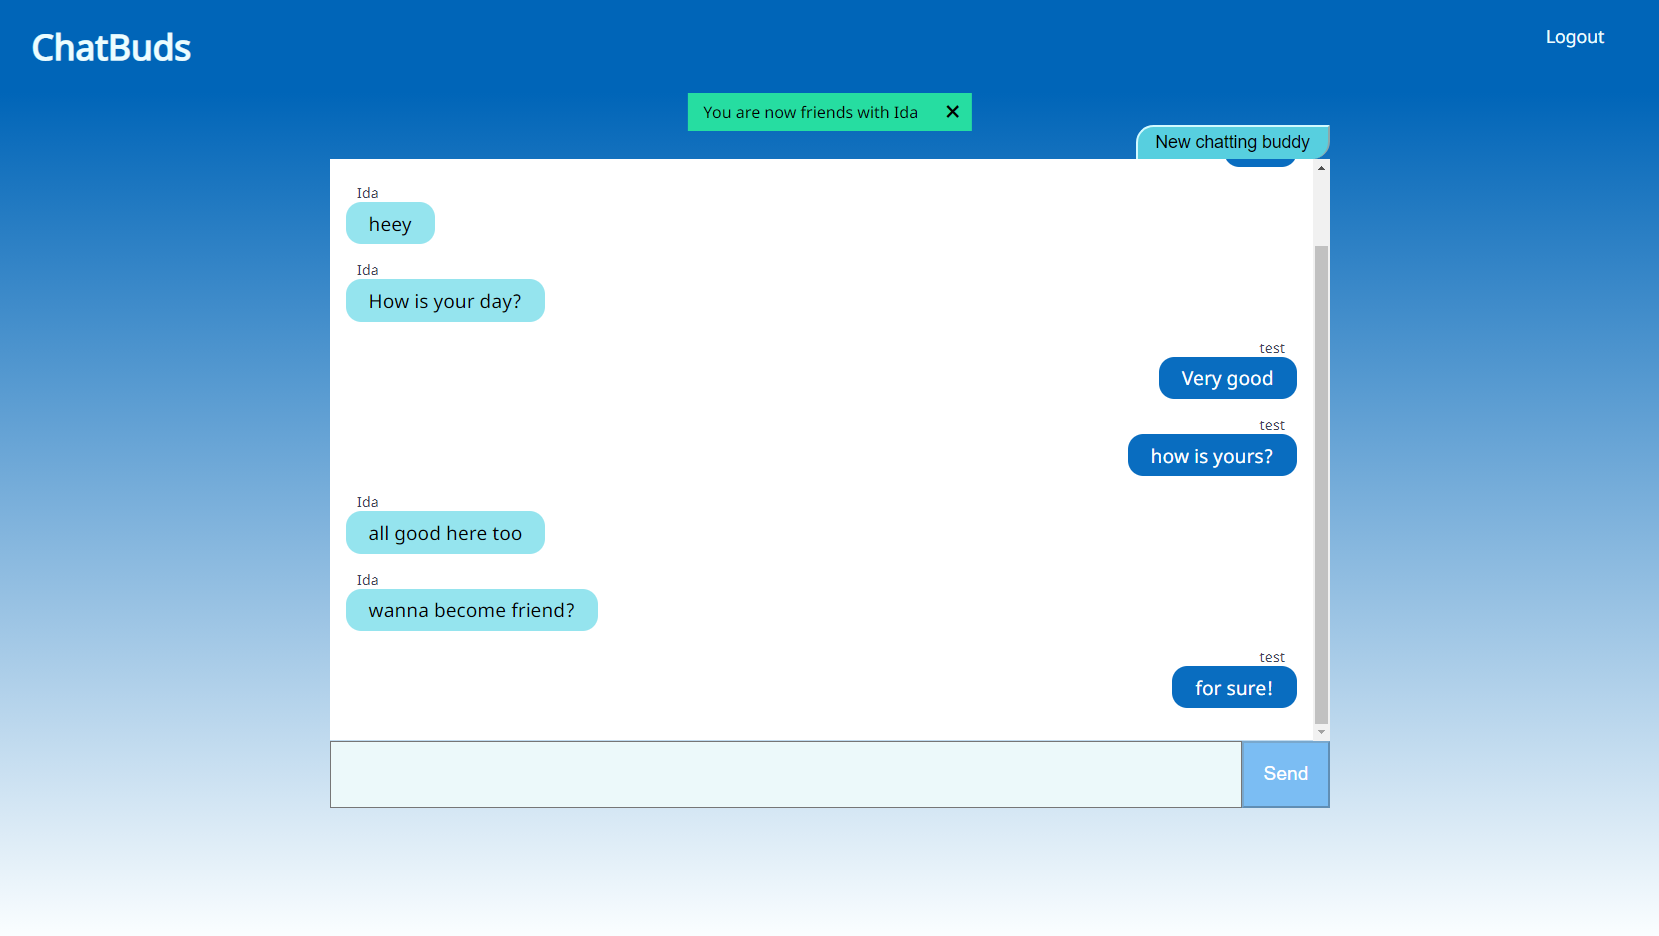 ChatBuds
Logout
You are now friends with Ida
New chatting buddy
Ida
heey
Ida
How is your day?
test
Very good
test
how is yours?
Ida
all good here too
Ida
wanna become friend?
test
for sure!
Send